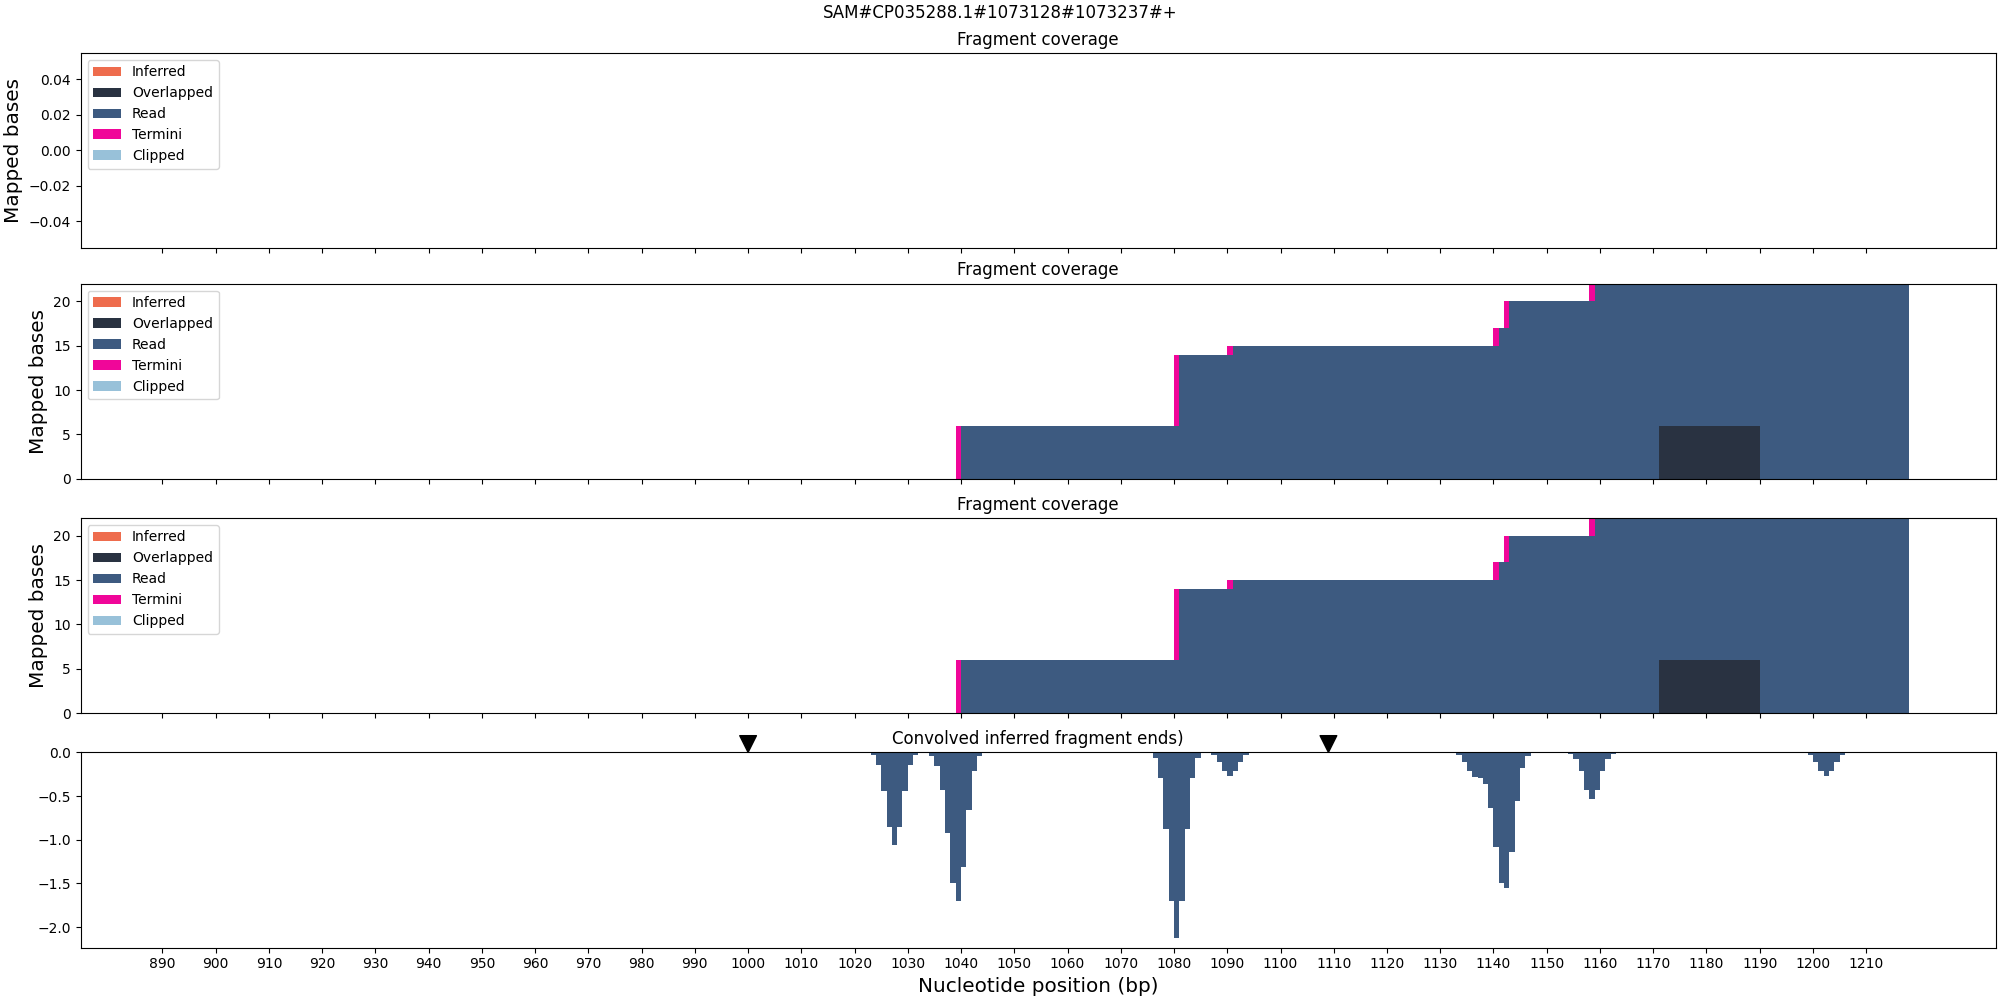 SAM#CP035288.1#1073128#1073237#+
Fragment coverage
Mapped bases
0.04
0.02
0.00
−0.02
−0.04
Inferred
Overlapped
Read
Termini
Clipped
890 900 910 920 930 940 950 960 970 980 990 1000 1010 1020 1030 1040 1050 1060 1070 1080 1090 1100 1110 1120 1130 1140 1150 1160 1170 1180 1190 1200 1210
Fragment coverage
Mapped bases
20
15
10
5
0
Inferred
Overlapped
Read
Termini
Clipped
Fragment coverage
Mapped bases
20
15
10
5
0
Inferred
Overlapped
Read
Termini
Clipped
Convolved inferred fragment ends)
0.0
−0.5
−1.0
−1.5
−2.0
Nucleotide position (bp)